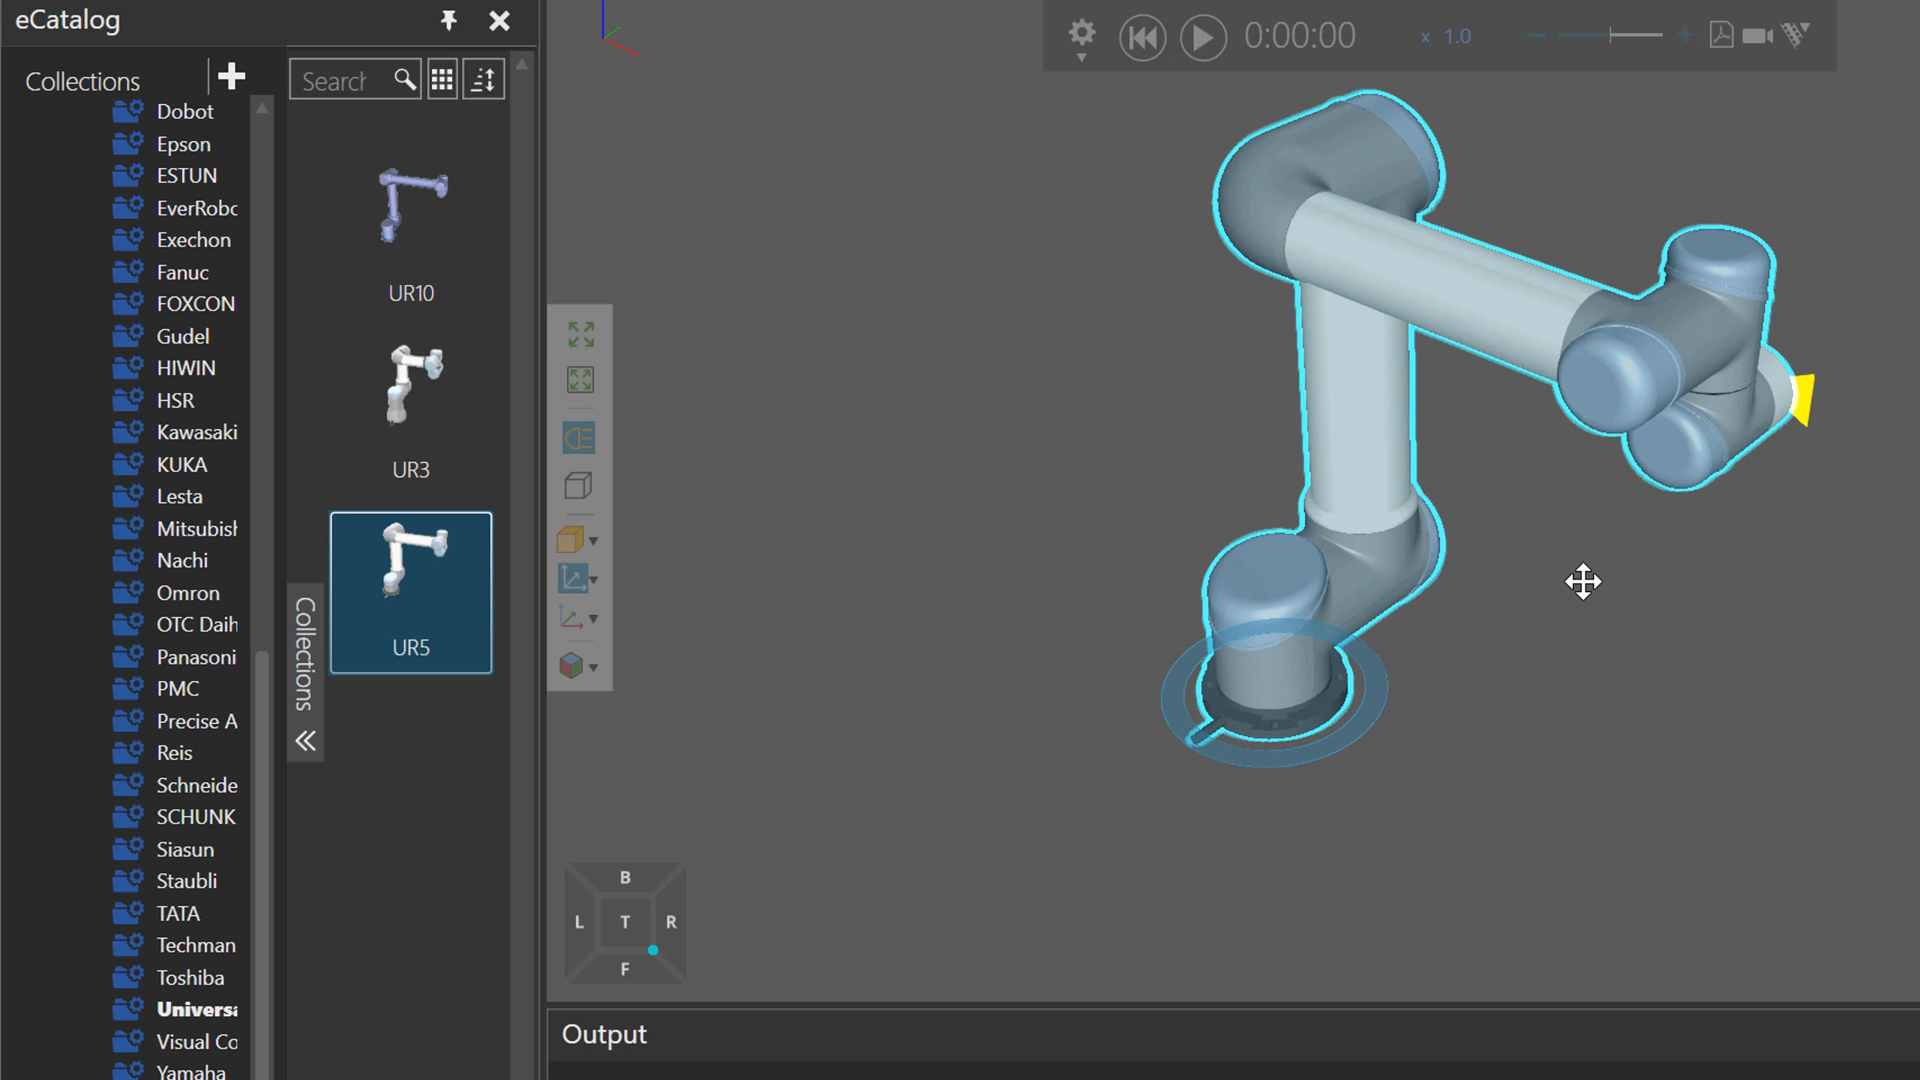 eCatalog
Collections
Dobot
Epson
ESTUN
EverRobc
Exechon
Fanuc
FOXCON
Gudel
HIWIN
HSR
Kawasaki
KUKA
Lesta
Mitsubish
Nachi
Omron
OTC Daih
Panasoni
PMC
Precise A
Reis
Schneide
SCHUNK
Siasun
Staubli
TATA
Techman
Toshiba
Universa
Visual Co
Yamaha
Search
UR10
UR3
UR5
Collections
0:00:00
x 1.0
B
L T R
F
Output